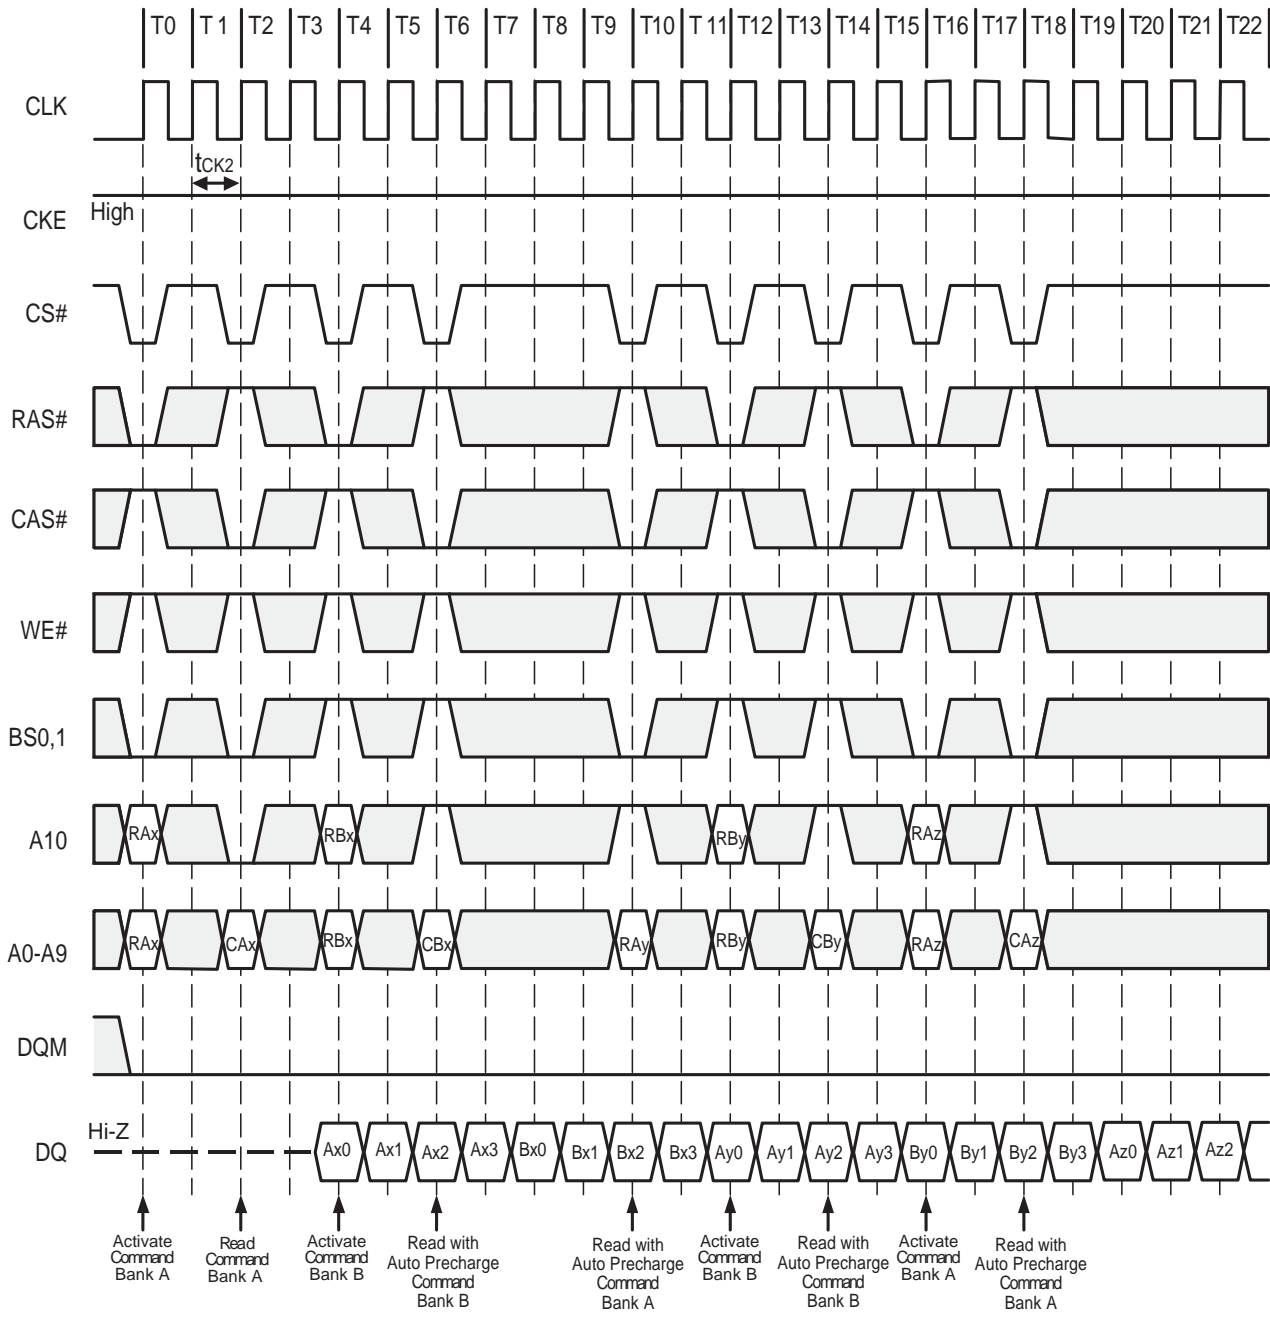 T0 T 1 T2 T3 T4 T5 T6 T7 T8 T9 T10 T 11 T12 T13 T14 T15 T16 T17 T18 T19 T20 T21 T22
CLK
tCK2
CKE High
CS#
RAS#
CAS#
WE#
BS0,1
A10 RAx RBx RBy RAz
A0-A9 RAx CAx RBx CBx RAy RBy CBy RAz CAz
DQM
DQ Hi-Z Ax0 Ax1 Ax2 Ax3 Bx0 Bx1 Bx2 Bx3 Ay0 Ay1 Ay2 Ay3 By0 By1 By2 By3 Az0 Az1 Az2
Activate
Command
Bank A
Read
Command
Bank A
Activate
Command
Bank B
Read with
Auto Precharge
Command
Bank B
Read with
Auto Precharge
Command
Bank A
Activate
Command
Bank B
Read with
Auto Precharge
Command
Bank B
Activate
Command
Bank A
Read with
Auto Precharge
Command
Bank A